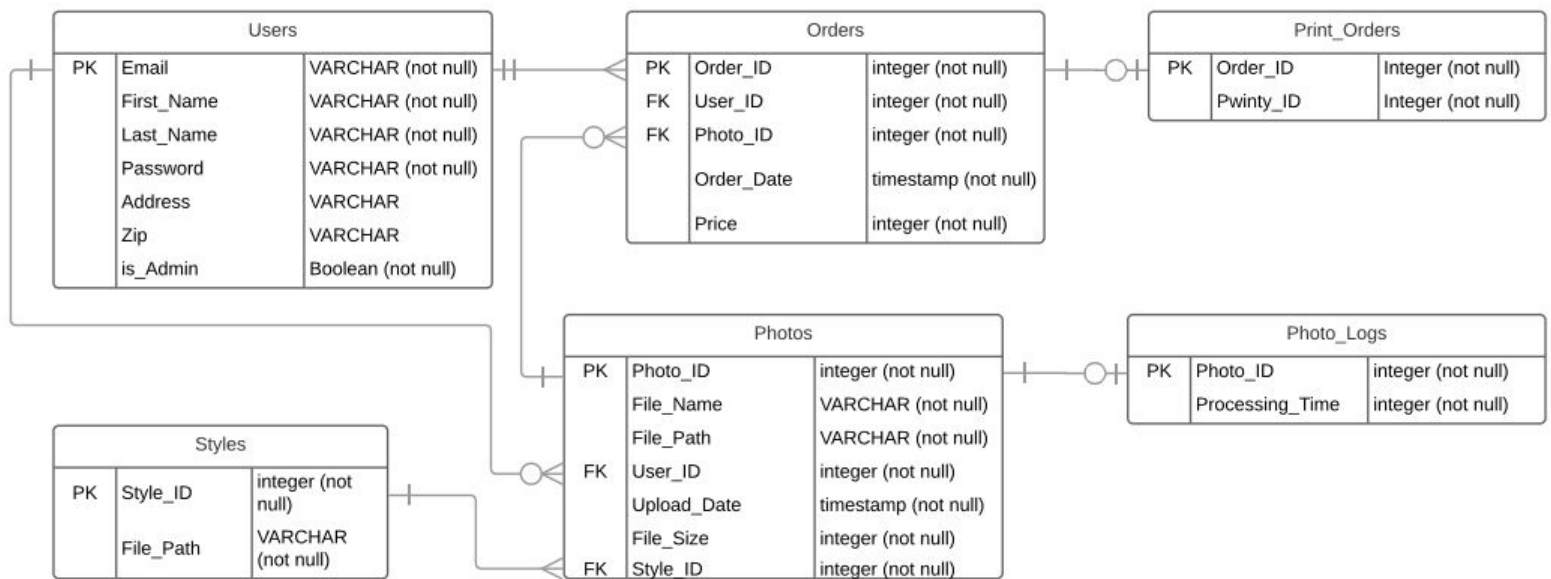 Users
PK Email VARCHAR (not null)
First_Name VARCHAR (not null)
Last_Name VARCHAR (not null)
Password VARCHAR (not null)
Address VARCHAR
Zip VARCHAR
is_Admin Boolean (not null)
Orders
PK Order_ID integer (not null)
FK User_ID integer (not null)
FK Photo_ID integer (not null)
Order_Date timestamp (not null)
Price integer (not null)
Print_Orders
PK Order_ID Integer (not null)
Pwinty_ID Integer (not null)
Photos
PK Photo_ID integer (not null)
File_Name VARCHAR (not null)
File_Path VARCHAR (not null)
FK User_ID integer (not null)
Upload_Date timestamp (not null)
File_Size integer (not null)
FK Style_ID integer (not null)
Photo_Logs
PK Photo_ID integer (not null)
Processing_Time integer (not null)
Styles
PK Style_ID integer (not
null)
File_Path VARCHAR
(not null)